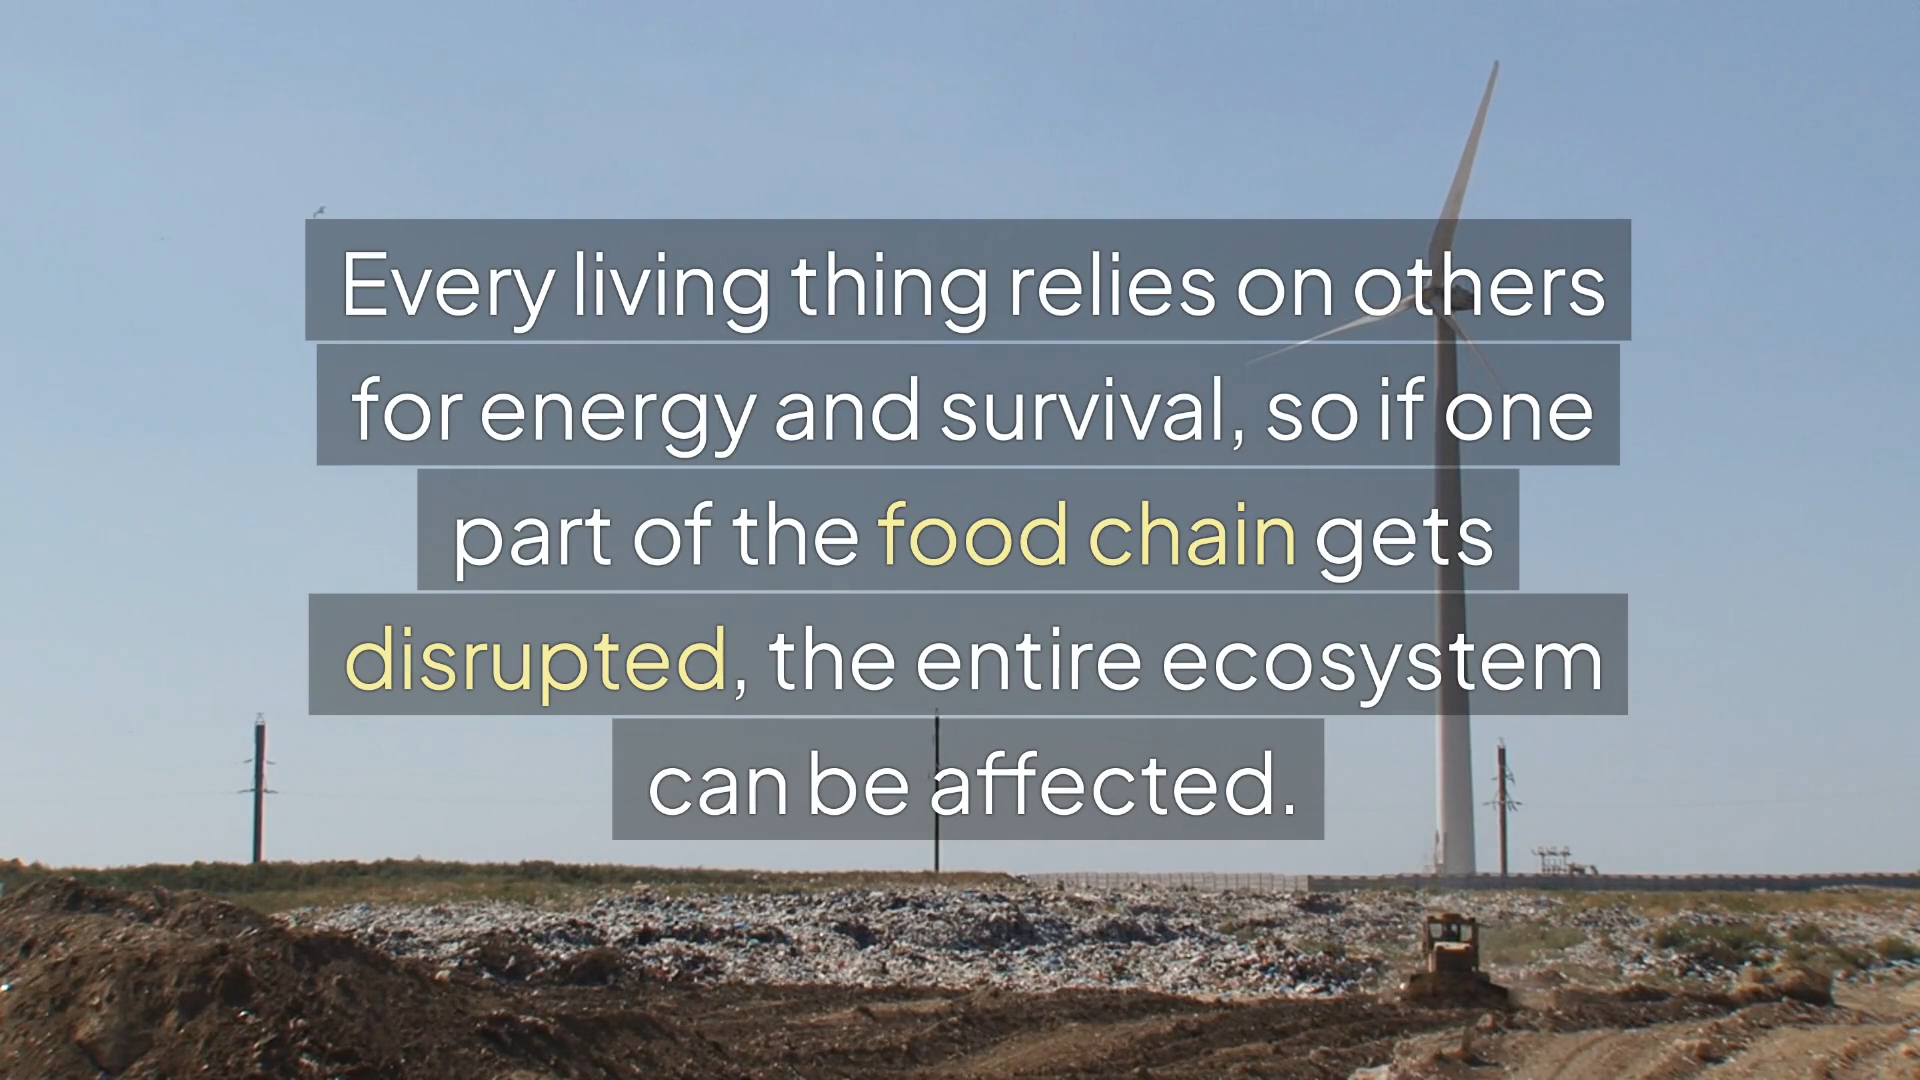 Every living thing relies on others
for energy and survival, so if one
part of the food chain gets
disrupted, the entire ecosystem
can be affected.